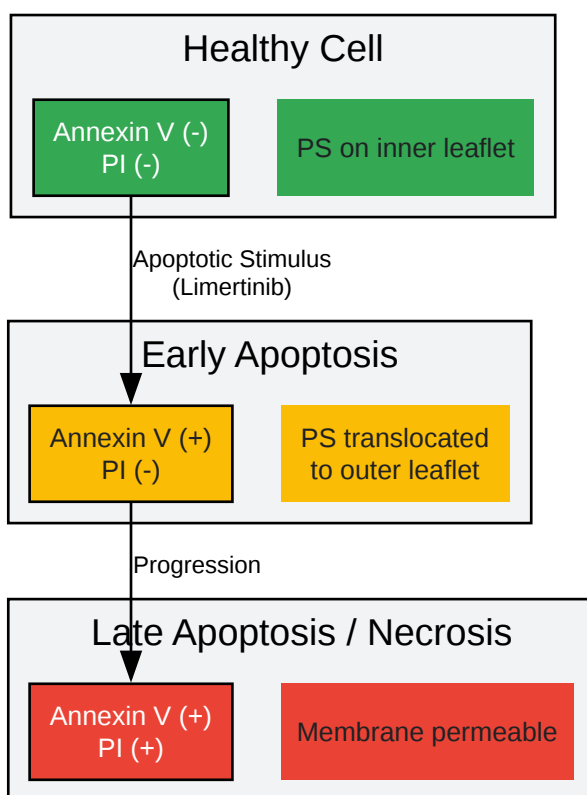 Healthy Cell
Annexin V (-)
PI (-)
PS on inner leaflet
Apoptotic Stimulus
(Limertinib)
Early Apoptosis
Annexin V (+)
PI (-)
PS translocated
to outer leaflet
Progression
Late Apoptosis / Necrosis
Annexin V (+)
PI (+)
Membrane permeable